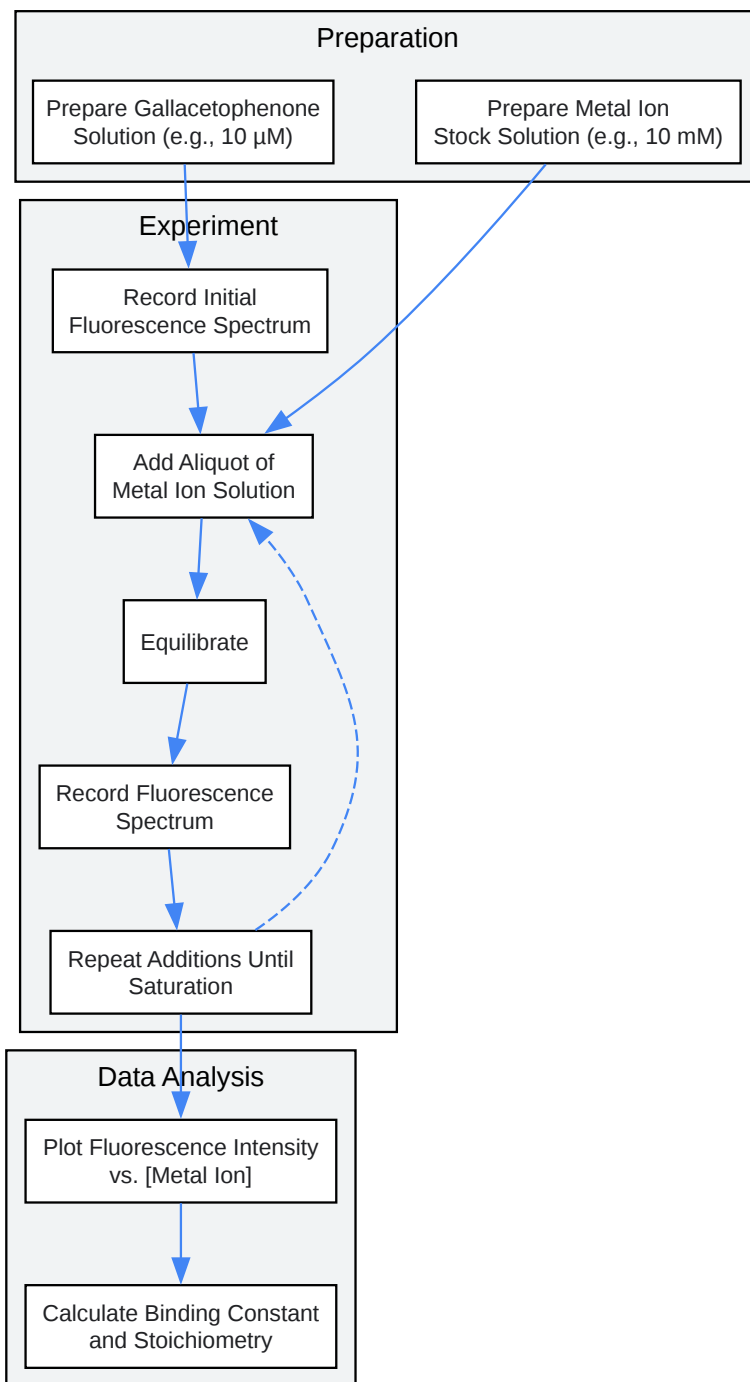 Preparation
Prepare Gallacetophenone
Solution (e.g., 10 µM)
Prepare Metal Ion
Stock Solution (e.g., 10 mM)
Experiment
Record Initial
Fluorescence Spectrum
Add Aliquot of
Metal Ion Solution
Equilibrate
Record Fluorescence
Spectrum
Repeat Additions Until
Saturation
Data Analysis
Plot Fluorescence Intensity
vs. [Metal Ion]
Calculate Binding Constant
and Stoichiometry